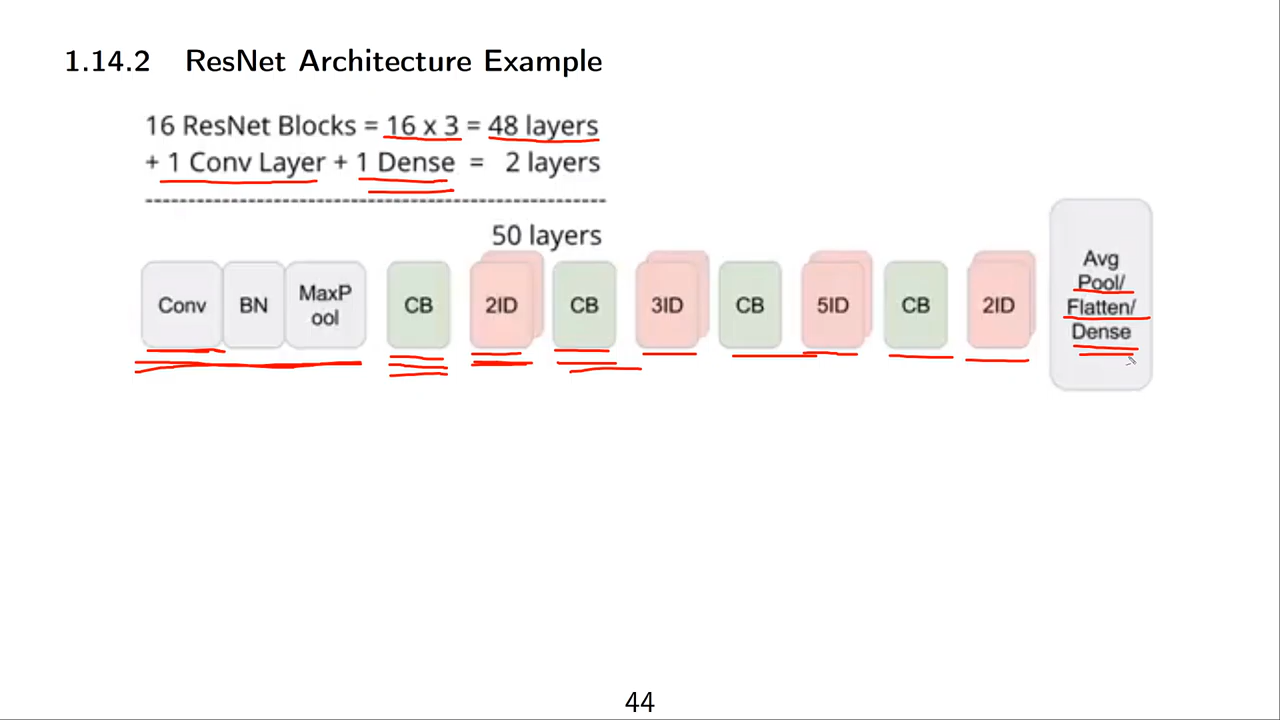 1.14.2 ResNet Architecture Example
16 ResNet Blocks = 16 x 3 = 48 layers
+ 1 Conv Layer + 1 Dense = 2 layers
-----------------------------------------------------
50 layers
Conv
BN
MaxP
ool
CB
2ID
CB
3ID
CB
5ID
CB
2ID
Avg
Pool/
Flatten/
Dense
44